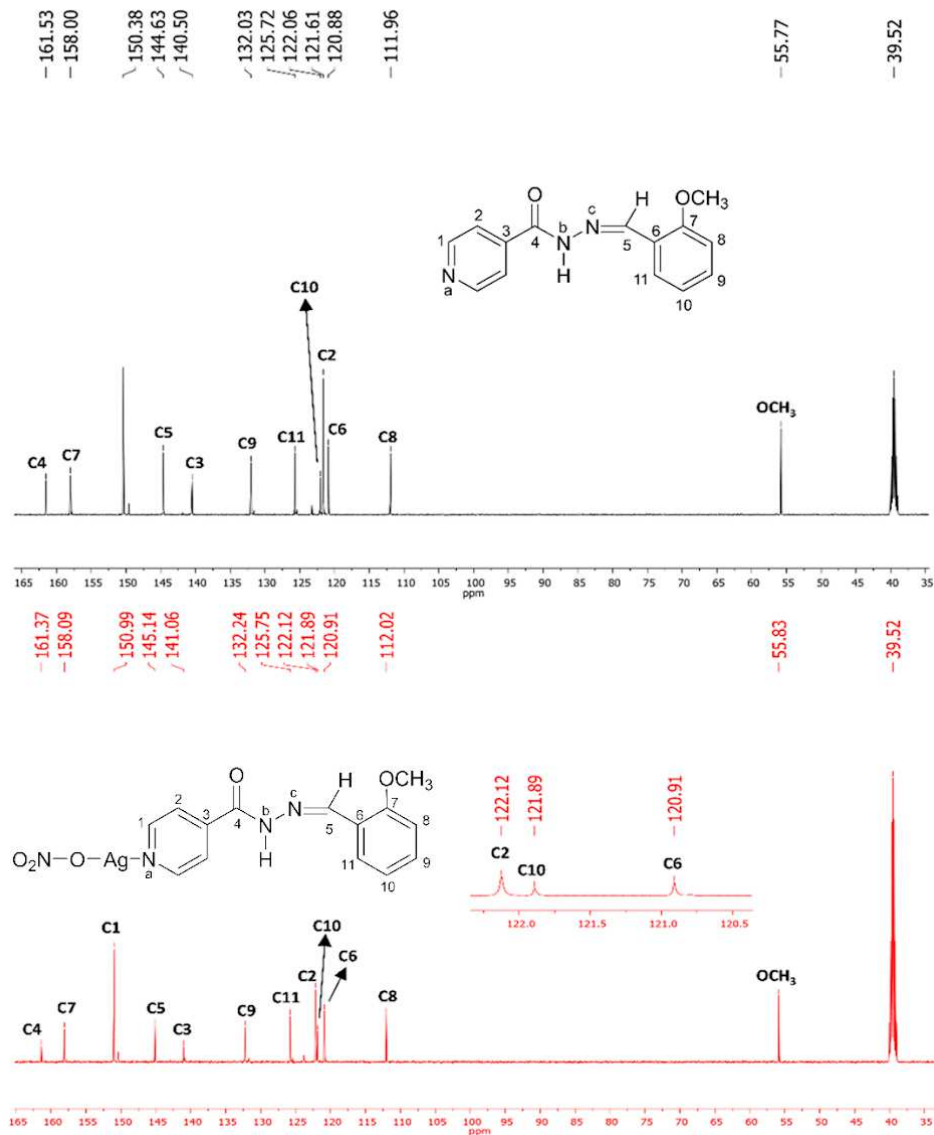 161.53
158.00
150.38
144.63
140.50
132.03
125.72
122.06
121.61
120.88
111.96
55.77
39.52
O
H
OCH3
2
N
c
7
1
3
b
N
8
4
5
6
N
a
H
11
9
10
C10
C2
C4
C7
C5
C3
C9
C11
C6
C8
OCH3
165 160 155 150 145 140 135 130 125 120 115 110 105 100 95 90 85 80 75 70 65 60 55 50 45 40 35
ppm
161.37
158.09
150.99
145.14
141.06
132.24
125.75
122.12
121.89
120.91
112.02
55.83
39.52
O
H
OCH3
2
N
c
7
1
3
b
N
8
4
5
6
O2N O Ag N
a
H
11
9
10
122.12
121.89
120.91
C2
C10
C6
122.0 121.5 121.0 120.5
C1
C10
C6
C4
C7
C5
C3
C9
C11
C2
C8
OCH3
165 160 155 150 145 140 135 130 125 120 115 110 105 100 95 90 85 80 75 70 65 60 55 50 45 40 35
ppm